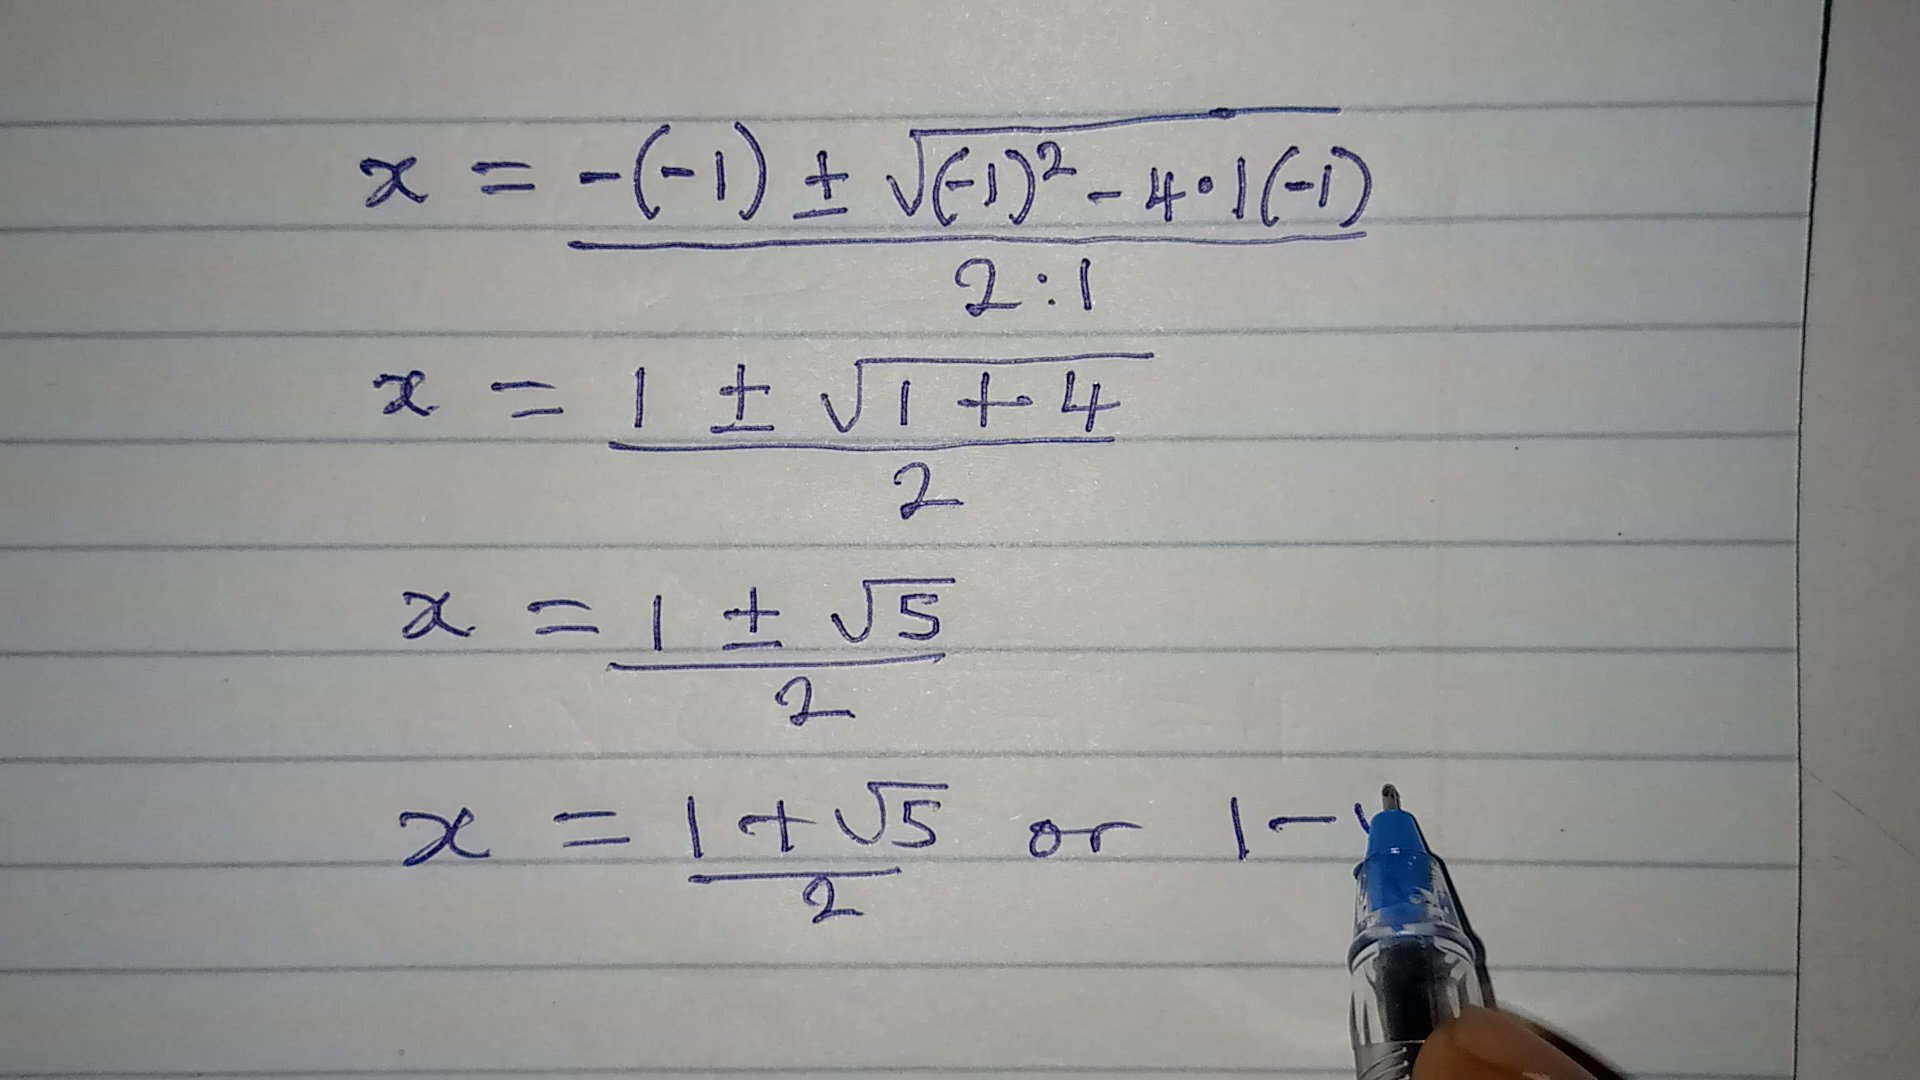 x = -(-1) ± √(-1)² - 4·1(-1)
2:1
x = 1 ± √1 + 4
2
x = 1 ± √5
2
x = 1 + √5 or 1 -
2